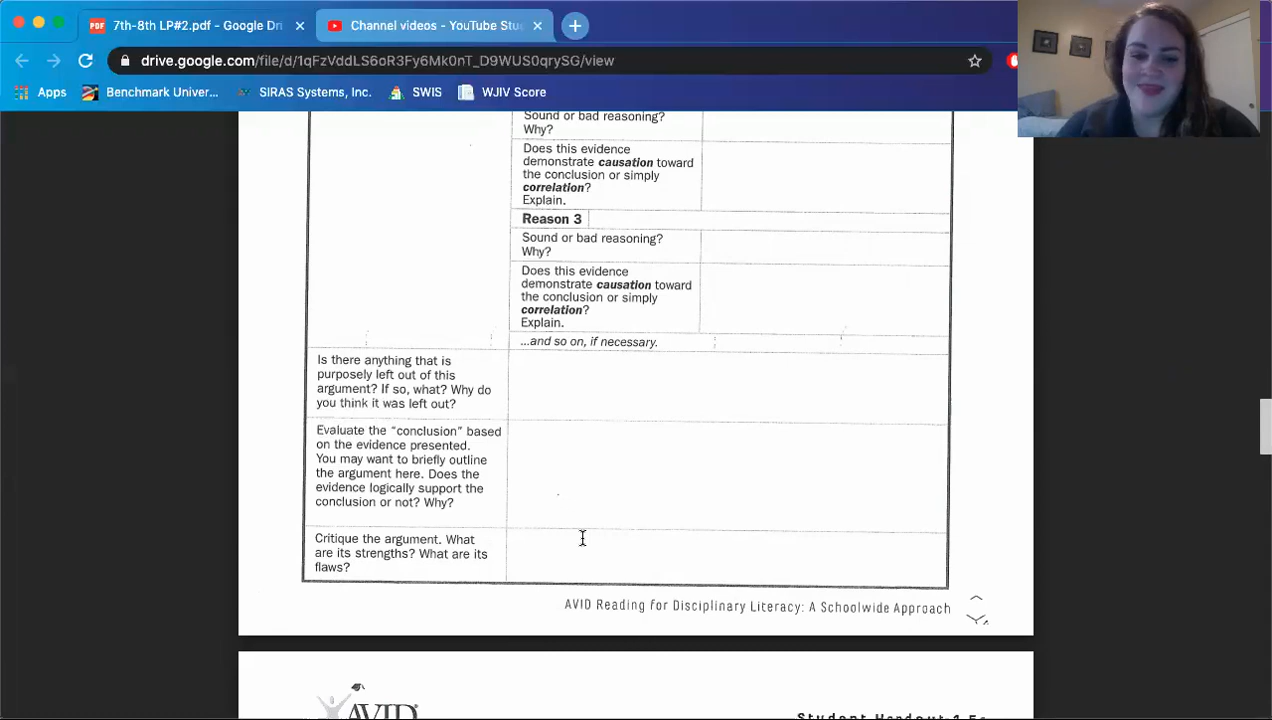 7th-8th LP#2.pdf - Google Dri
Channel videos - YouTube Stu
drive.google.com/file/d/1qFzVddLS6oR3Fy6Mk0nT_D9WUS0qrySG/view
Apps
Benchmark Univer...
SIRAS Systems, Inc.
SWIS
WJIV Score
Sound or bad reasoning?
Why?
Does this evidence
demonstrate causation toward
the conclusion or simply
correlation?
Explain.
Reason 3
Sound or bad reasoning?
Why?
Does this evidence
demonstrate causation toward
the conclusion or simply
correlation?
Explain.
...and so on, if necessary.
Is there anything that is
purposely left out of this
argument? If so, what? Why do
you think it was left out?
Evaluate the “conclusion” based
on the evidence presented.
You may want to briefly outline
the argument here. Does the
evidence logically support the
conclusion or not? Why?
Critique the argument. What
are its strengths? What are its
flaws?
AVID Reading for Disciplinary Literacy: A Schoolwide Approach
AVID
Student Handout 1.5c